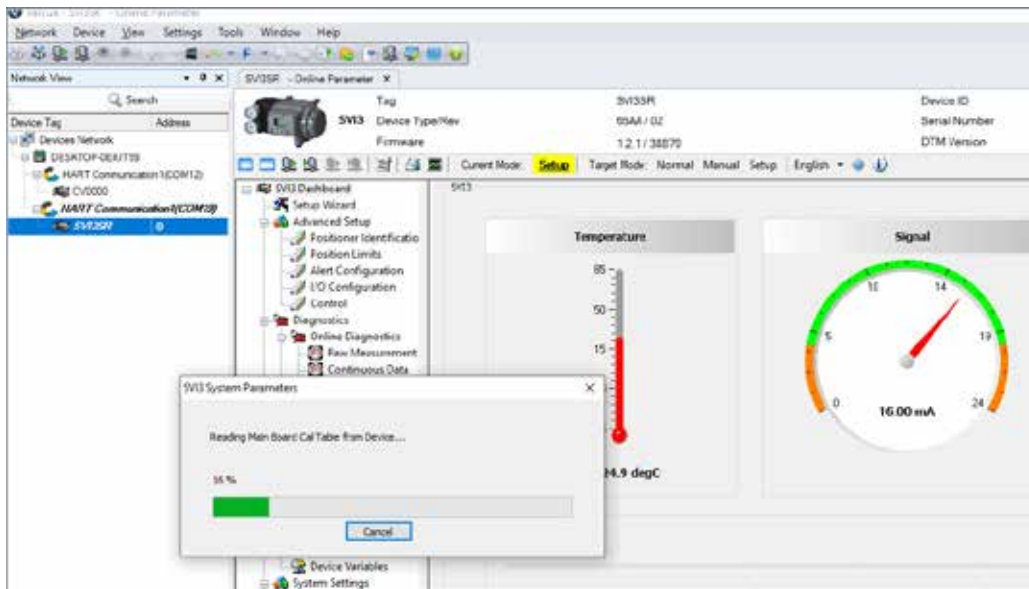 Network Device View Settings Tools Window Help
Network View
SVI3SR - Online Parameter
Search
Device Tag Address
Devices Network
HART Communication1(COM12)
CV0000
HART Communication1(COM13)
SVI3SR 0
SVI3
Tag SVI3SR Device ID
Device Type/Rev / 02 Serial Number
Firmware 1.2.1/ 38870 DTM Version
Current Mode: Setup Target Mode: Normal Manual Setup English
SVI3 Dashboard
Setup Wizard
Advanced Setup
Positioner Identificatio
Position Limits
Alert Configuration
I/O Configuration
Control
Diagnostics
Online Diagnostics
Raw Measurement
Continuous Data
Device Variables
System Settings
SVI3
Temperature
85
50
15
4.9 degC
Signal
0
5
10
14
19
24
16.00 mA
SVI3 System Parameters
Reading Main Board Cal Table from Device....
16 %
Cancel